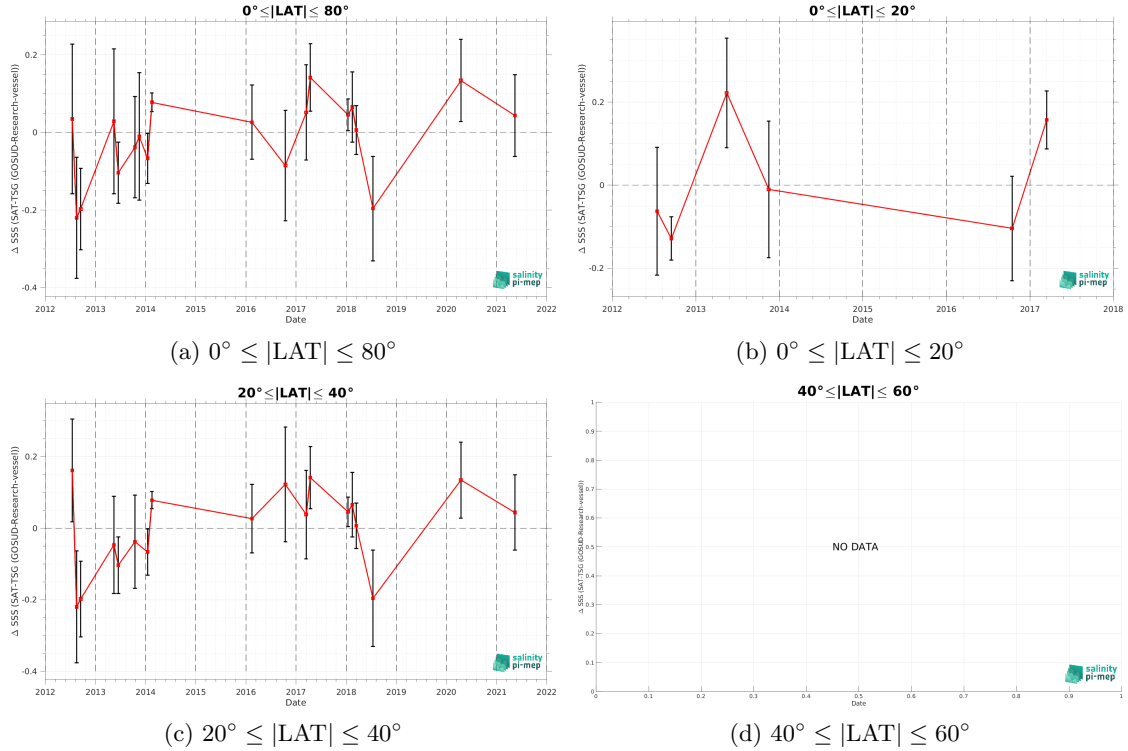 0°≤|LAT|≤ 80°
Δ SSS (SAT-TSG (GOSUD-Research-vessel))
0.2
0
-0.2
-0.4
2012 2013 2014 2015 2016 2017 2018 2019 2020 2021 2022
Date
salinity
pi-mep
(a) 0° ≤ |LAT| ≤ 80°
0°≤|LAT|≤ 20°
Δ SSS (SAT-TSG (GOSUD-Research-vessel))
0.2
0
-0.2
2012 2013 2014 2015 2016 2017 2018
Date
salinity
pi-mep
(b) 0° ≤ |LAT| ≤ 20°
20°≤|LAT|≤ 40°
Δ SSS (SAT-TSG (GOSUD-Research-vessel))
0.2
0
-0.2
-0.4
2012 2013 2014 2015 2016 2017 2018 2019 2020 2021 2022
Date
salinity
pi-mep
(c) 20° ≤ |LAT| ≤ 40°
40°≤|LAT|≤ 60°
Δ SSS (SAT-TSG (GOSUD-Research-vessel))
1
0.9
0.8
0.7
0.6
0.5
0.4
0.3
0.2
0.1
0
NO DATA
0 0.1 0.2 0.3 0.4 0.5 0.6 0.7 0.8 0.9 1
Date
salinity
pi-mep
(d) 40° ≤ |LAT| ≤ 60°